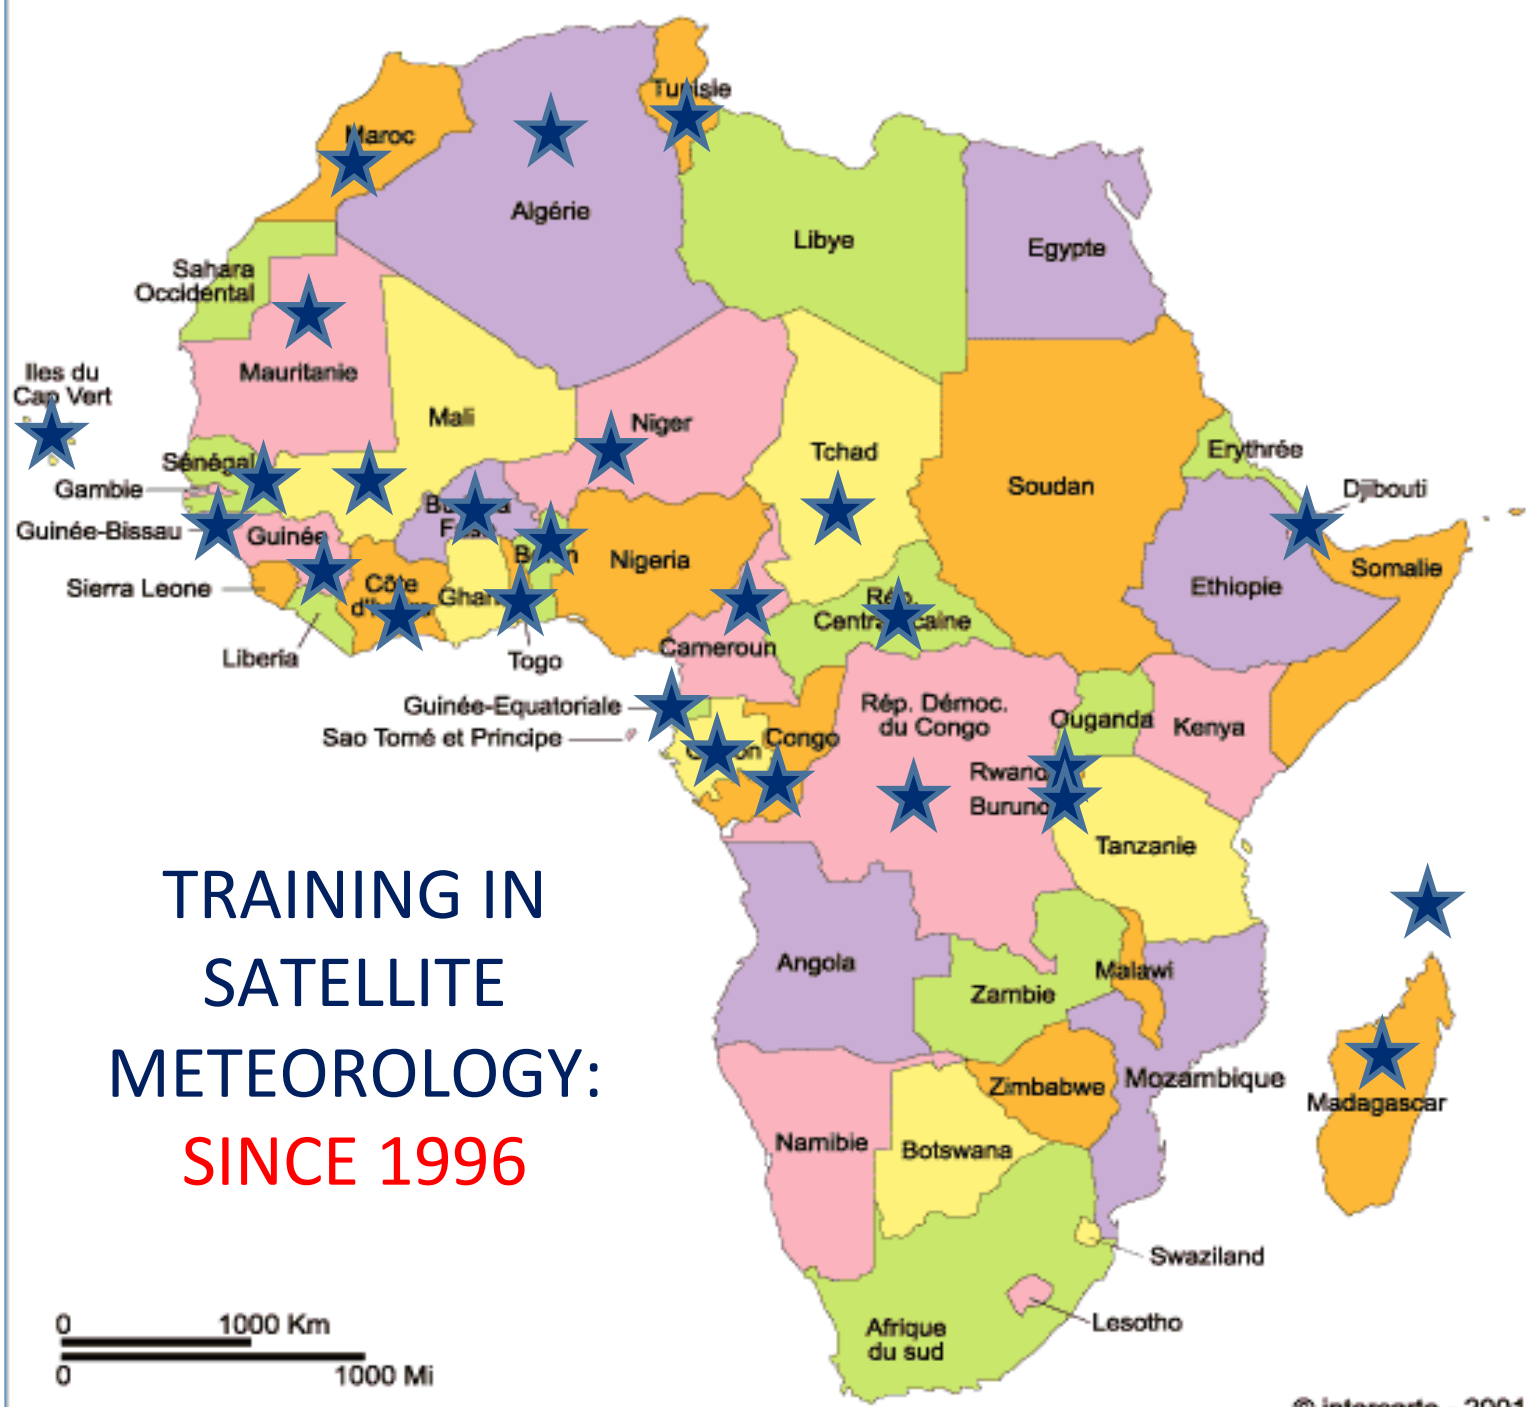 Tunisie
Maroc
Algérie
Libye
Egypte
Sahara
Occidental
Iles du
Cap Vert
Mauritanie
Mali
Niger
Tchad
Soudan
Erythrée
Djibouti
Sénégal
Gambie
Guinée-Bissau
Guinée
Sierra Leone
Côte
Nigeria
Ethiopie
Somalie
Rép.
Liberia
Togo
Cameroun
Guinée-Equatoriale
Sao Tomé et Principe
Congo
Rép. Démoc.
du Congo
Ouganda
Kenya
Tanzanie
TRAINING IN
SATELLITE
METEOROLOGY:
SINCE 1996
Angola
Zambie
Malawi
Zimbabwe
Mozambique
Madagascar
Namibie
Botswana
Swaziland
Lesotho
Afrique
du sud
0 1000 Km
0 1000 Mi